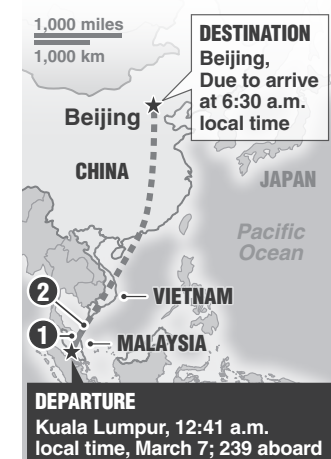 1,000 miles
1,000 km
DESTINATION
Beijing,
Due to arrive
at 6:30 a.m.
local time
Beijing
CHINA
JAPAN
Pacific
Ocean
2
VIETNAM
1
MALAYSIA
DEPARTURE
Kuala Lumpur, 12:41 a.m.
local time, March 7; 239 aboard